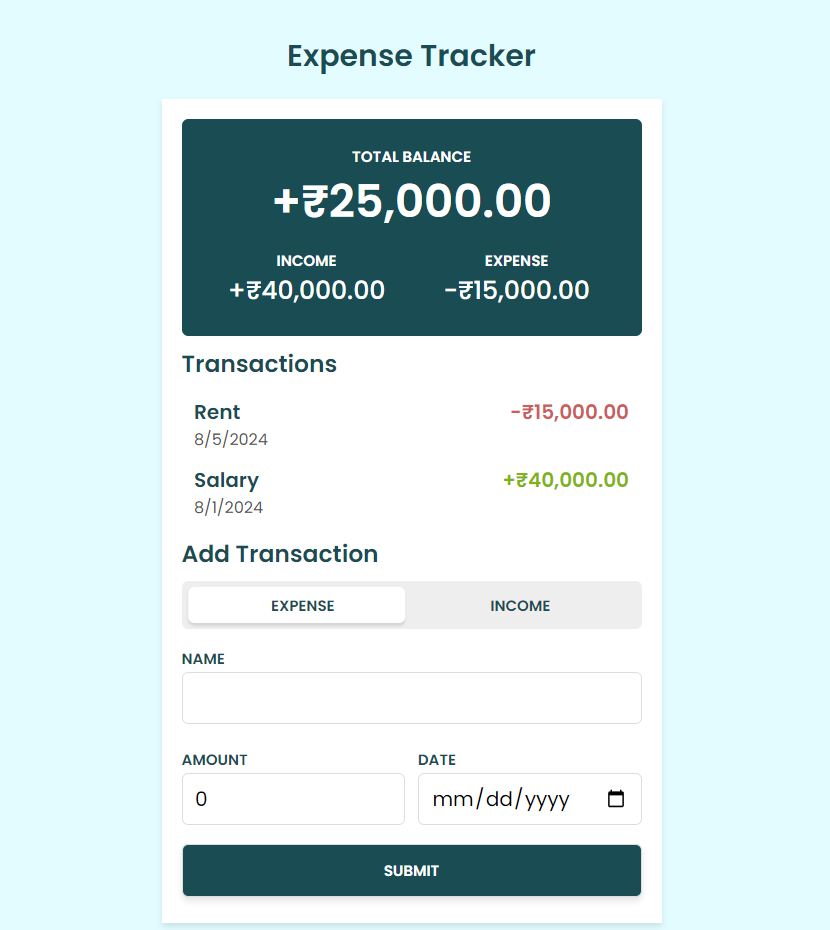 Expense Tracker
TOTAL BALANCE
+₹25,000.00
INCOME EXPENSE
+₹40,000.00 -₹15,000.00
Transactions
Rent -₹15,000.00
8/5/2024
Salary +₹40,000.00
8/1/2024
Add Transaction
EXPENSE INCOME
NAME
AMOUNT DATE
0 mm/dd/yyyy
SUBMIT